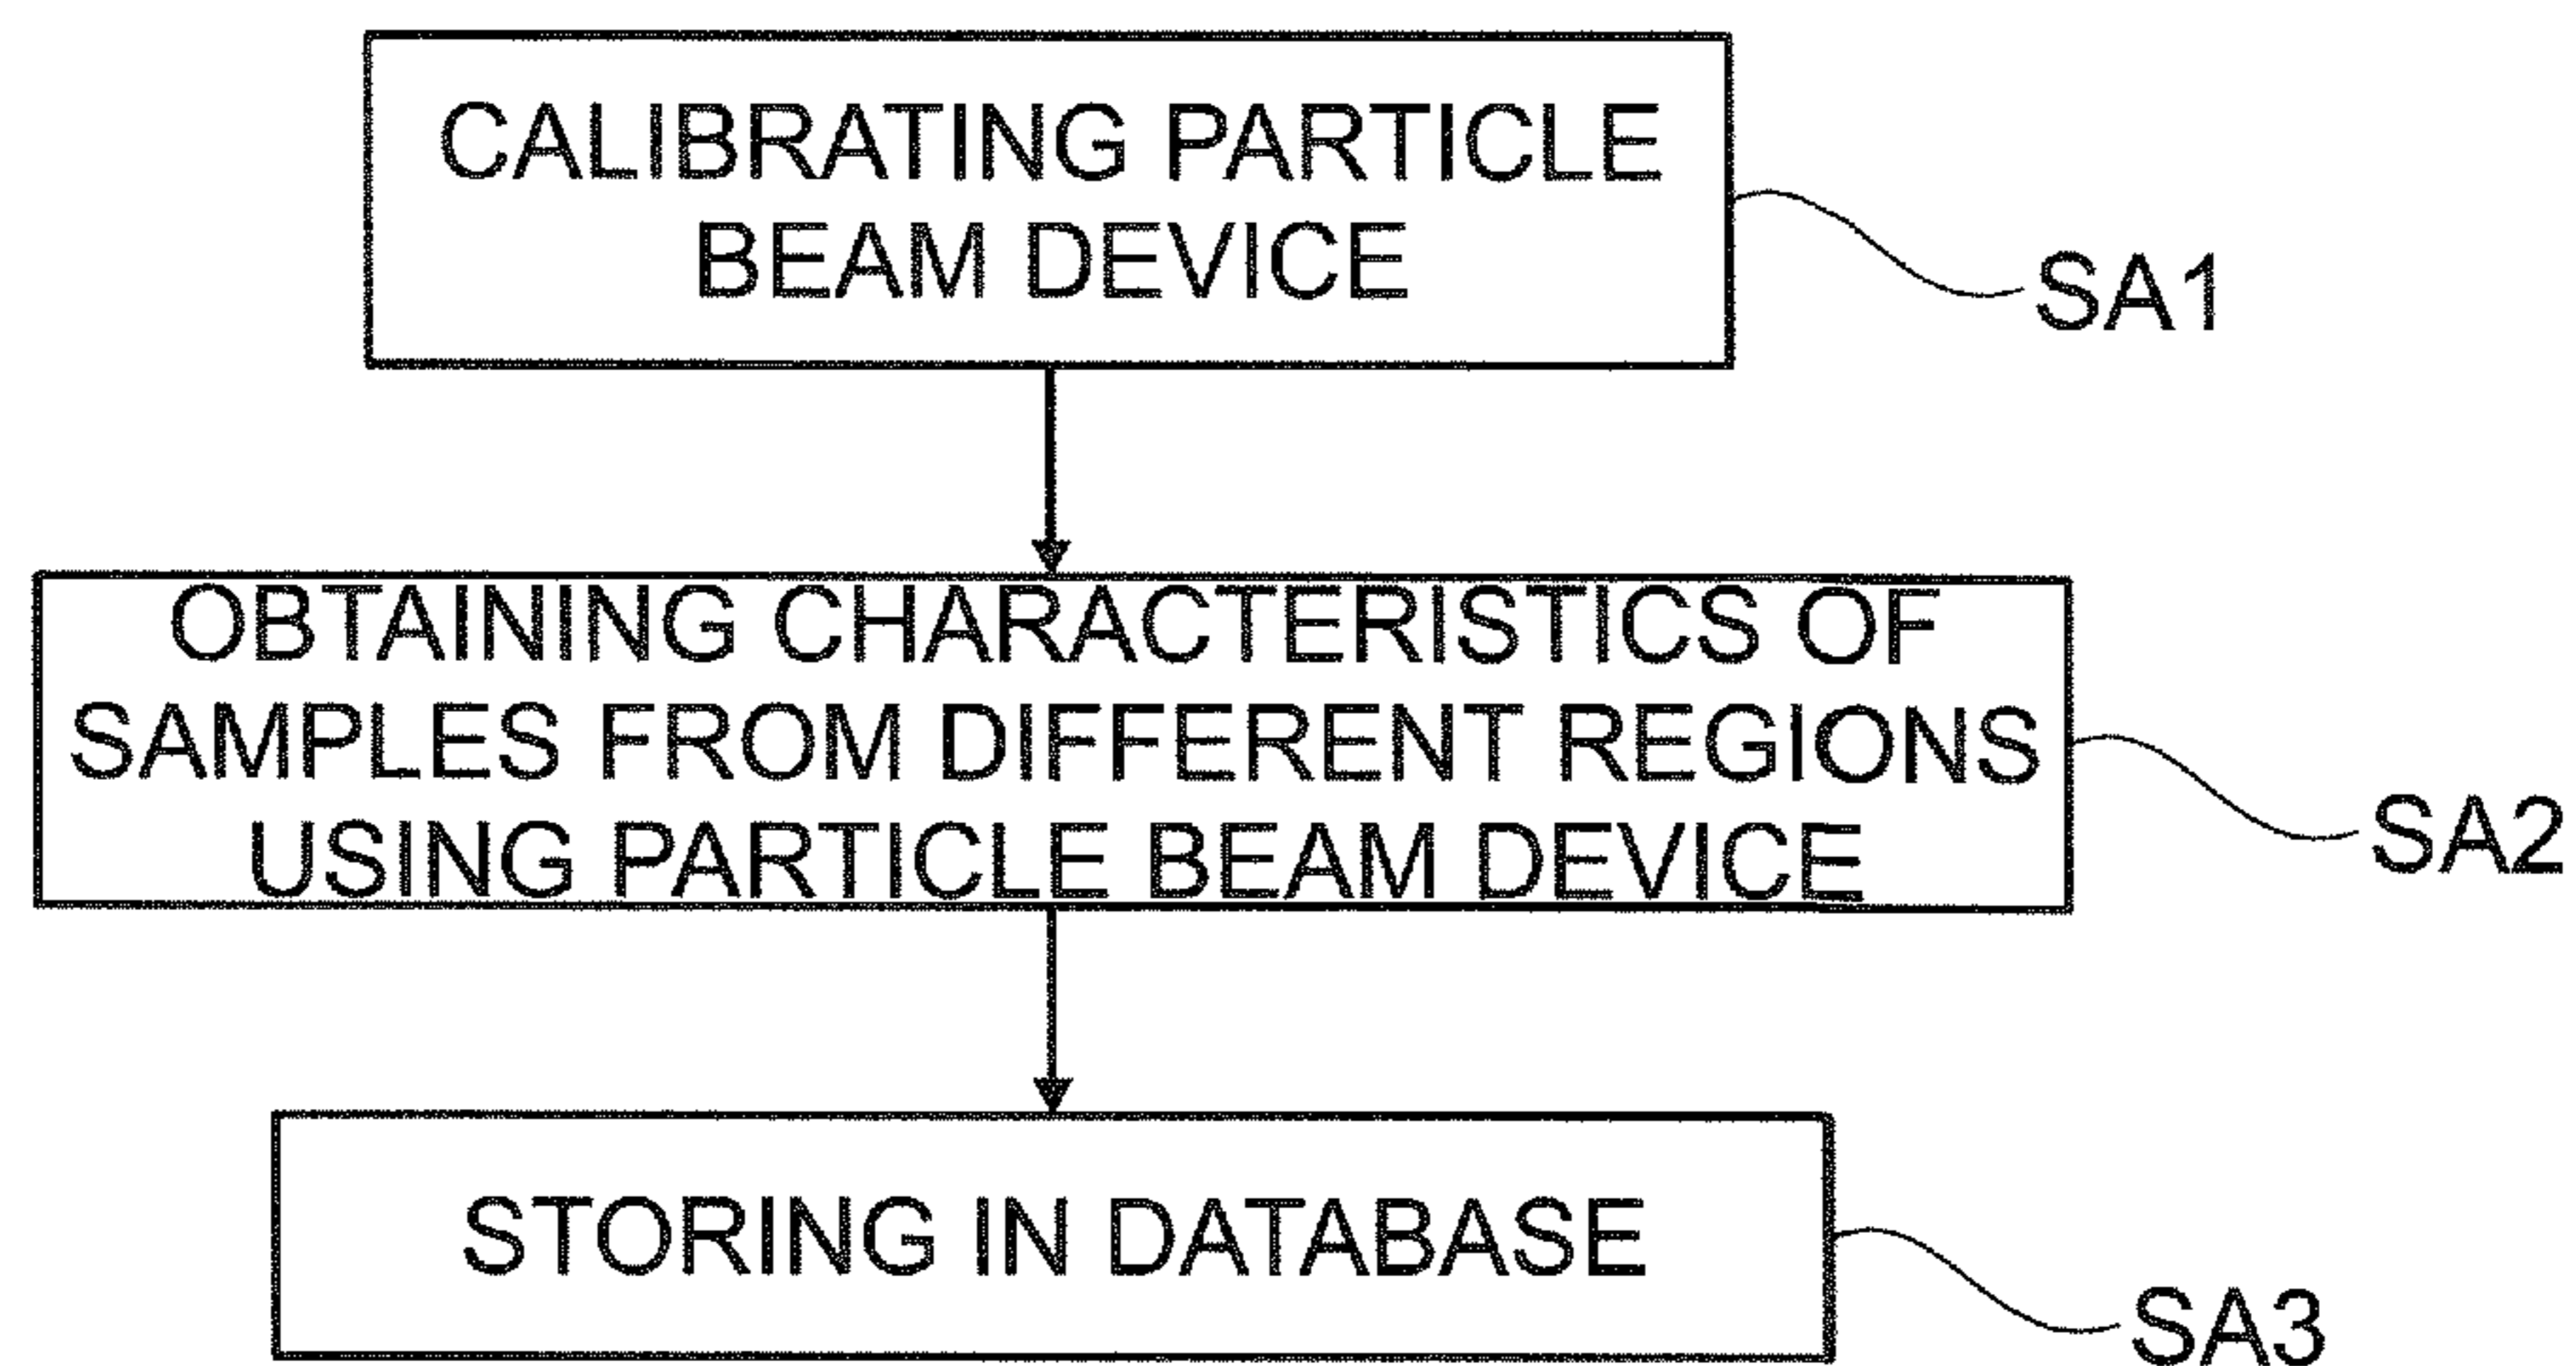 CALIBRATING PARTICLE
BEAM DEVICE
SA1
OBTAINING CHARACTERISTICS OF
SAMPLES FROM DIFFERENT REGIONS
USING PARTICLE BEAM DEVICE
SA2
STORING IN DATABASE
SA3